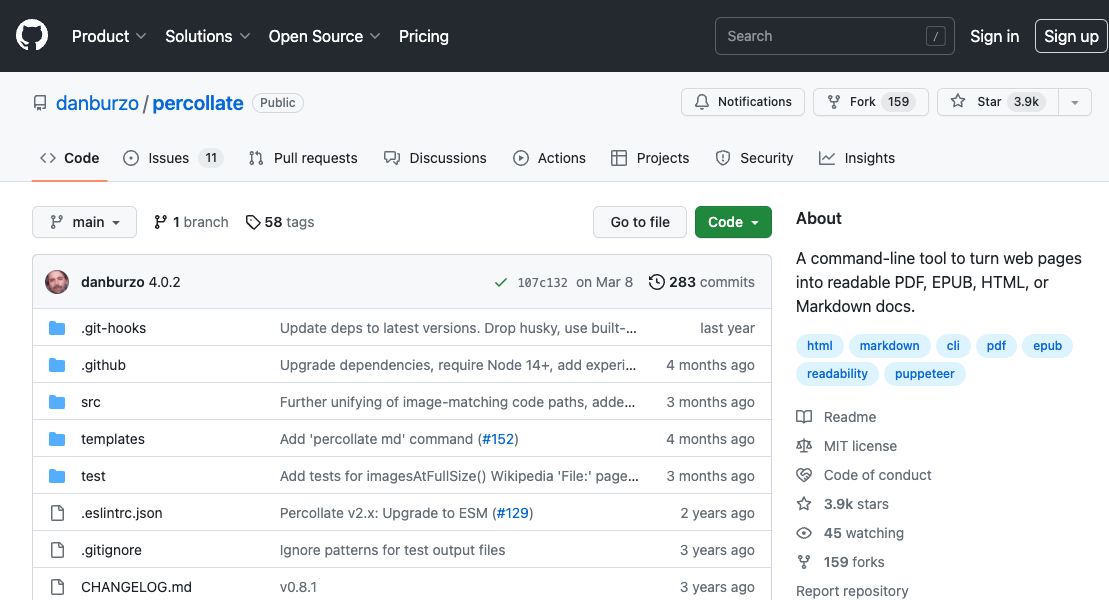 Product Solutions Open Source Pricing Search / Sign in Sign up
danburzo / percollate Public Notifications Fork 159 Star 3.9k
Code Issues 11 Pull requests Discussions Actions Projects Security Insights
main 1 branch 58 tags Go to file Code
danburzo 4.0.2 107c132 on Mar 8 283 commits
.git-hooks Update deps to latest versions. Drop husky, use built-... last year
.github Upgrade dependencies, require Node 14+, add experi... 4 months ago
src Further unifying of image-matching code paths, adde... 3 months ago
templates Add 'percollate md' command (#152) 4 months ago
test Add tests for imagesAtFullSize() Wikipedia 'File:' page... 3 months ago
.eslintrc.json Percollate v2.x: Upgrade to ESM (#129) 2 years ago
.gitignore Ignore patterns for test output files 3 years ago
CHANGELOG.md v0.8.1 3 years ago
About
A command-line tool to turn web pages
into readable PDF, EPUB, HTML, or
Markdown docs.
html markdown cli pdf epub
readability puppeteer
Readme
MIT license
Code of conduct
3.9k stars
45 watching
159 forks
Report repository